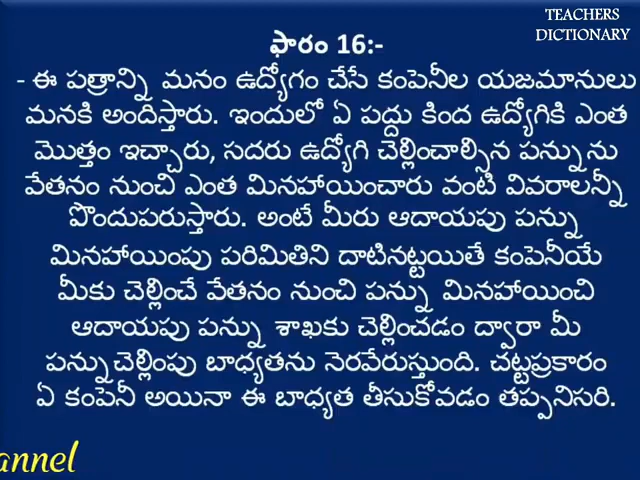 TEACHERS
DICTIONARY
ఫారం 16:-
- ఈ పత్రాన్ని మనం ఉద్యోగం చేసే కంపెనీల యజమానులు
మనకి అందిస్తారు. ఇందులో ఏ పద్దు కింద ఉద్యోగికి ఎంత
మొత్తం ఇచ్చారు, సదరు ఉద్యోగి చెల్లించాల్సిన పన్నును
వేతనం నుంచి ఎంత మినహాయించారు వంటి వివరాలన్నీ
పొందుపరుస్తారు. అంటే మీరు ఆదాయపు పన్ను
మినహాయింపు పరిమితిని దాటినట్టయితే కంపెనీయే
మీకు చెల్లించే వేతనం నుంచి పన్ను మినహాయించి
ఆదాయపు పన్ను శాఖకు చెల్లించడం ద్వారా మీ
పన్నుచెల్లింపు బాధ్యతను నెరవేరుస్తుంది. చట్టప్రకారం
ఏ కంపెనీ అయినా ఈ బాధ్యత తీసుకోవడం తప్పనిసరి.
annel